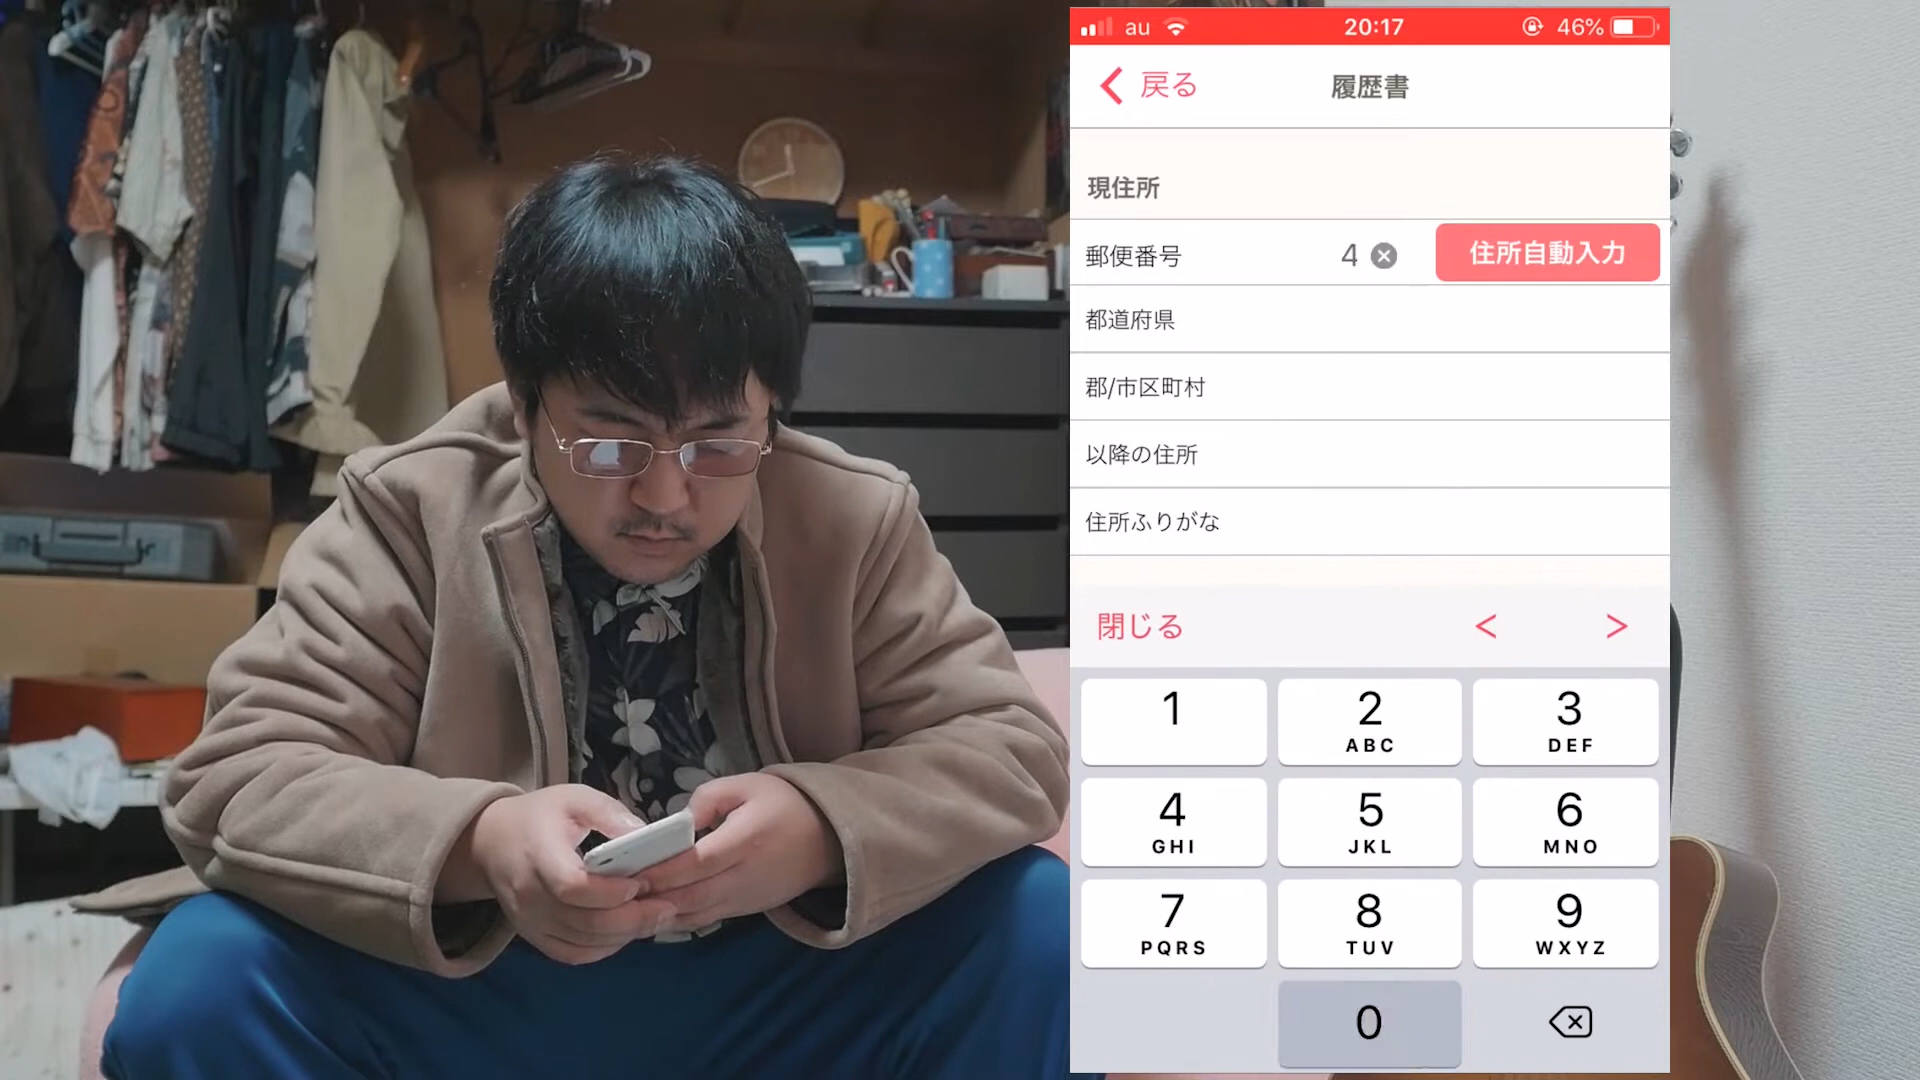 au 20:17 46%
戻る 履歴書
現住所
郵便番号 4 住所自動入力
都道府県
郡/市区町村
以降の住所
住所ふりがな
閉じる < >
1 2 3
ABC DEF
4 5 6
GHI JKL MNO
7 8 9
PQRS TUV WXYZ
0